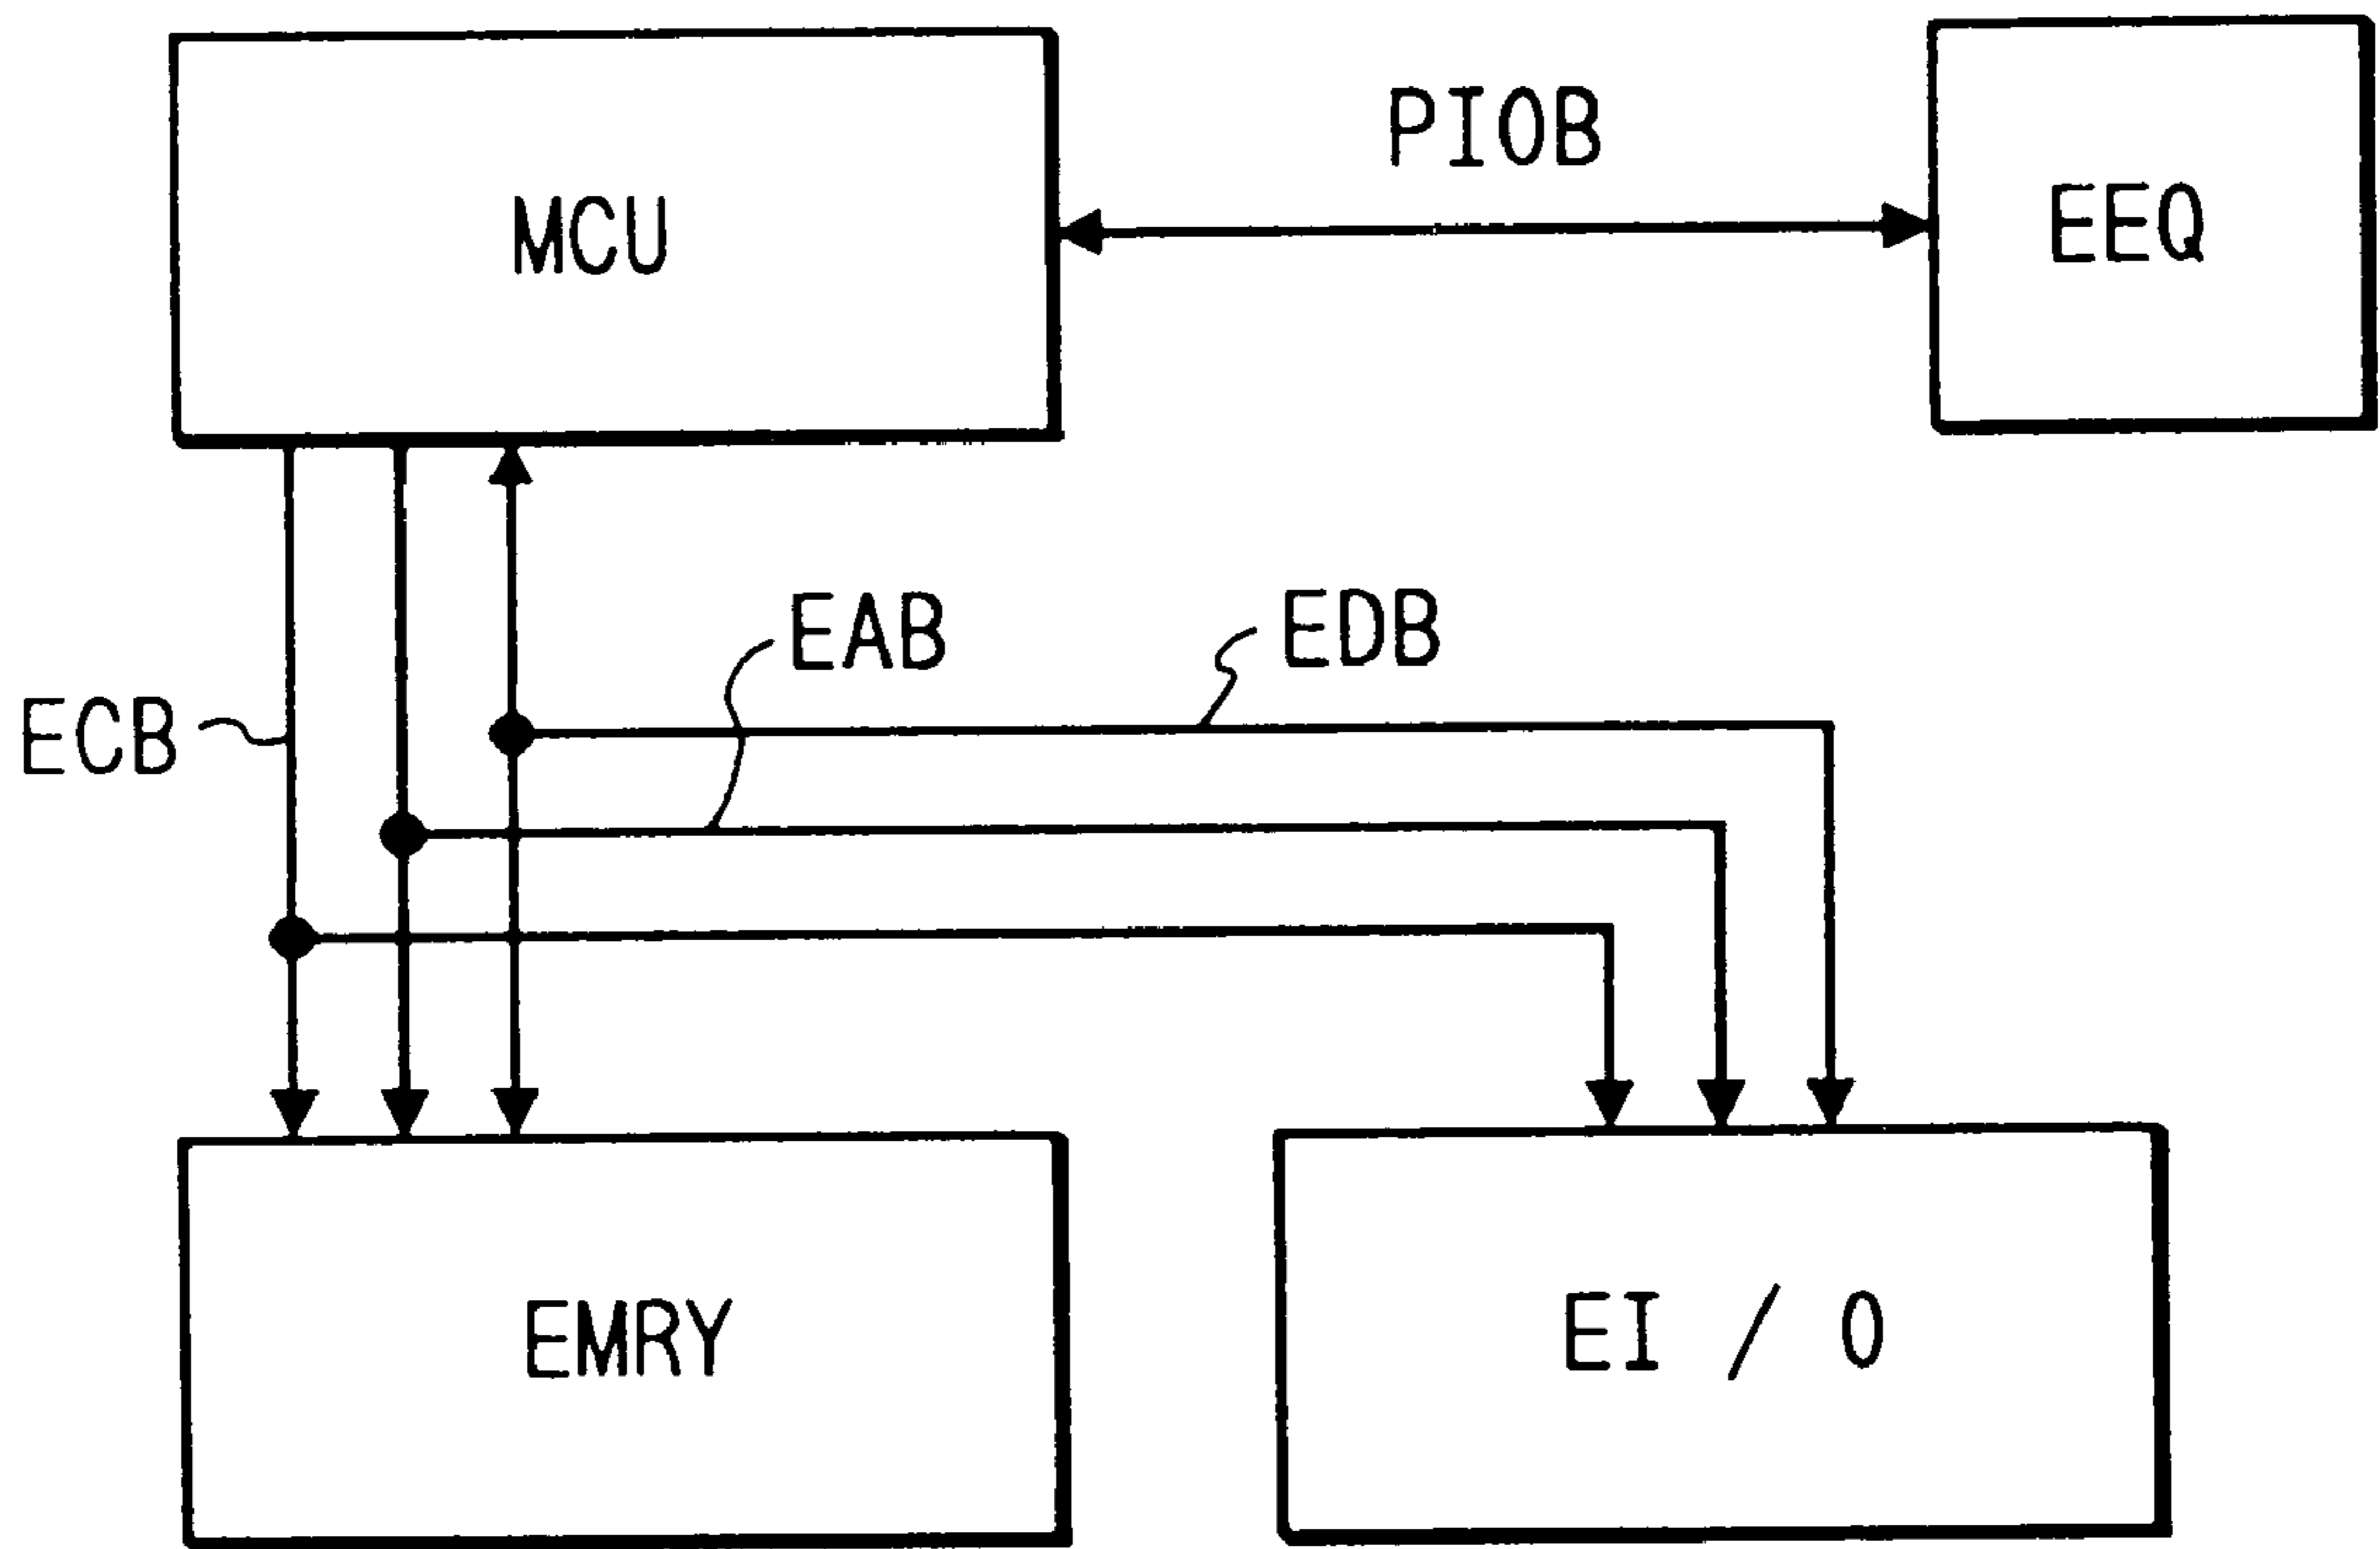 MCU
PIOB
EEQ
EAB
EDB
ECB
EMRY
EI / O